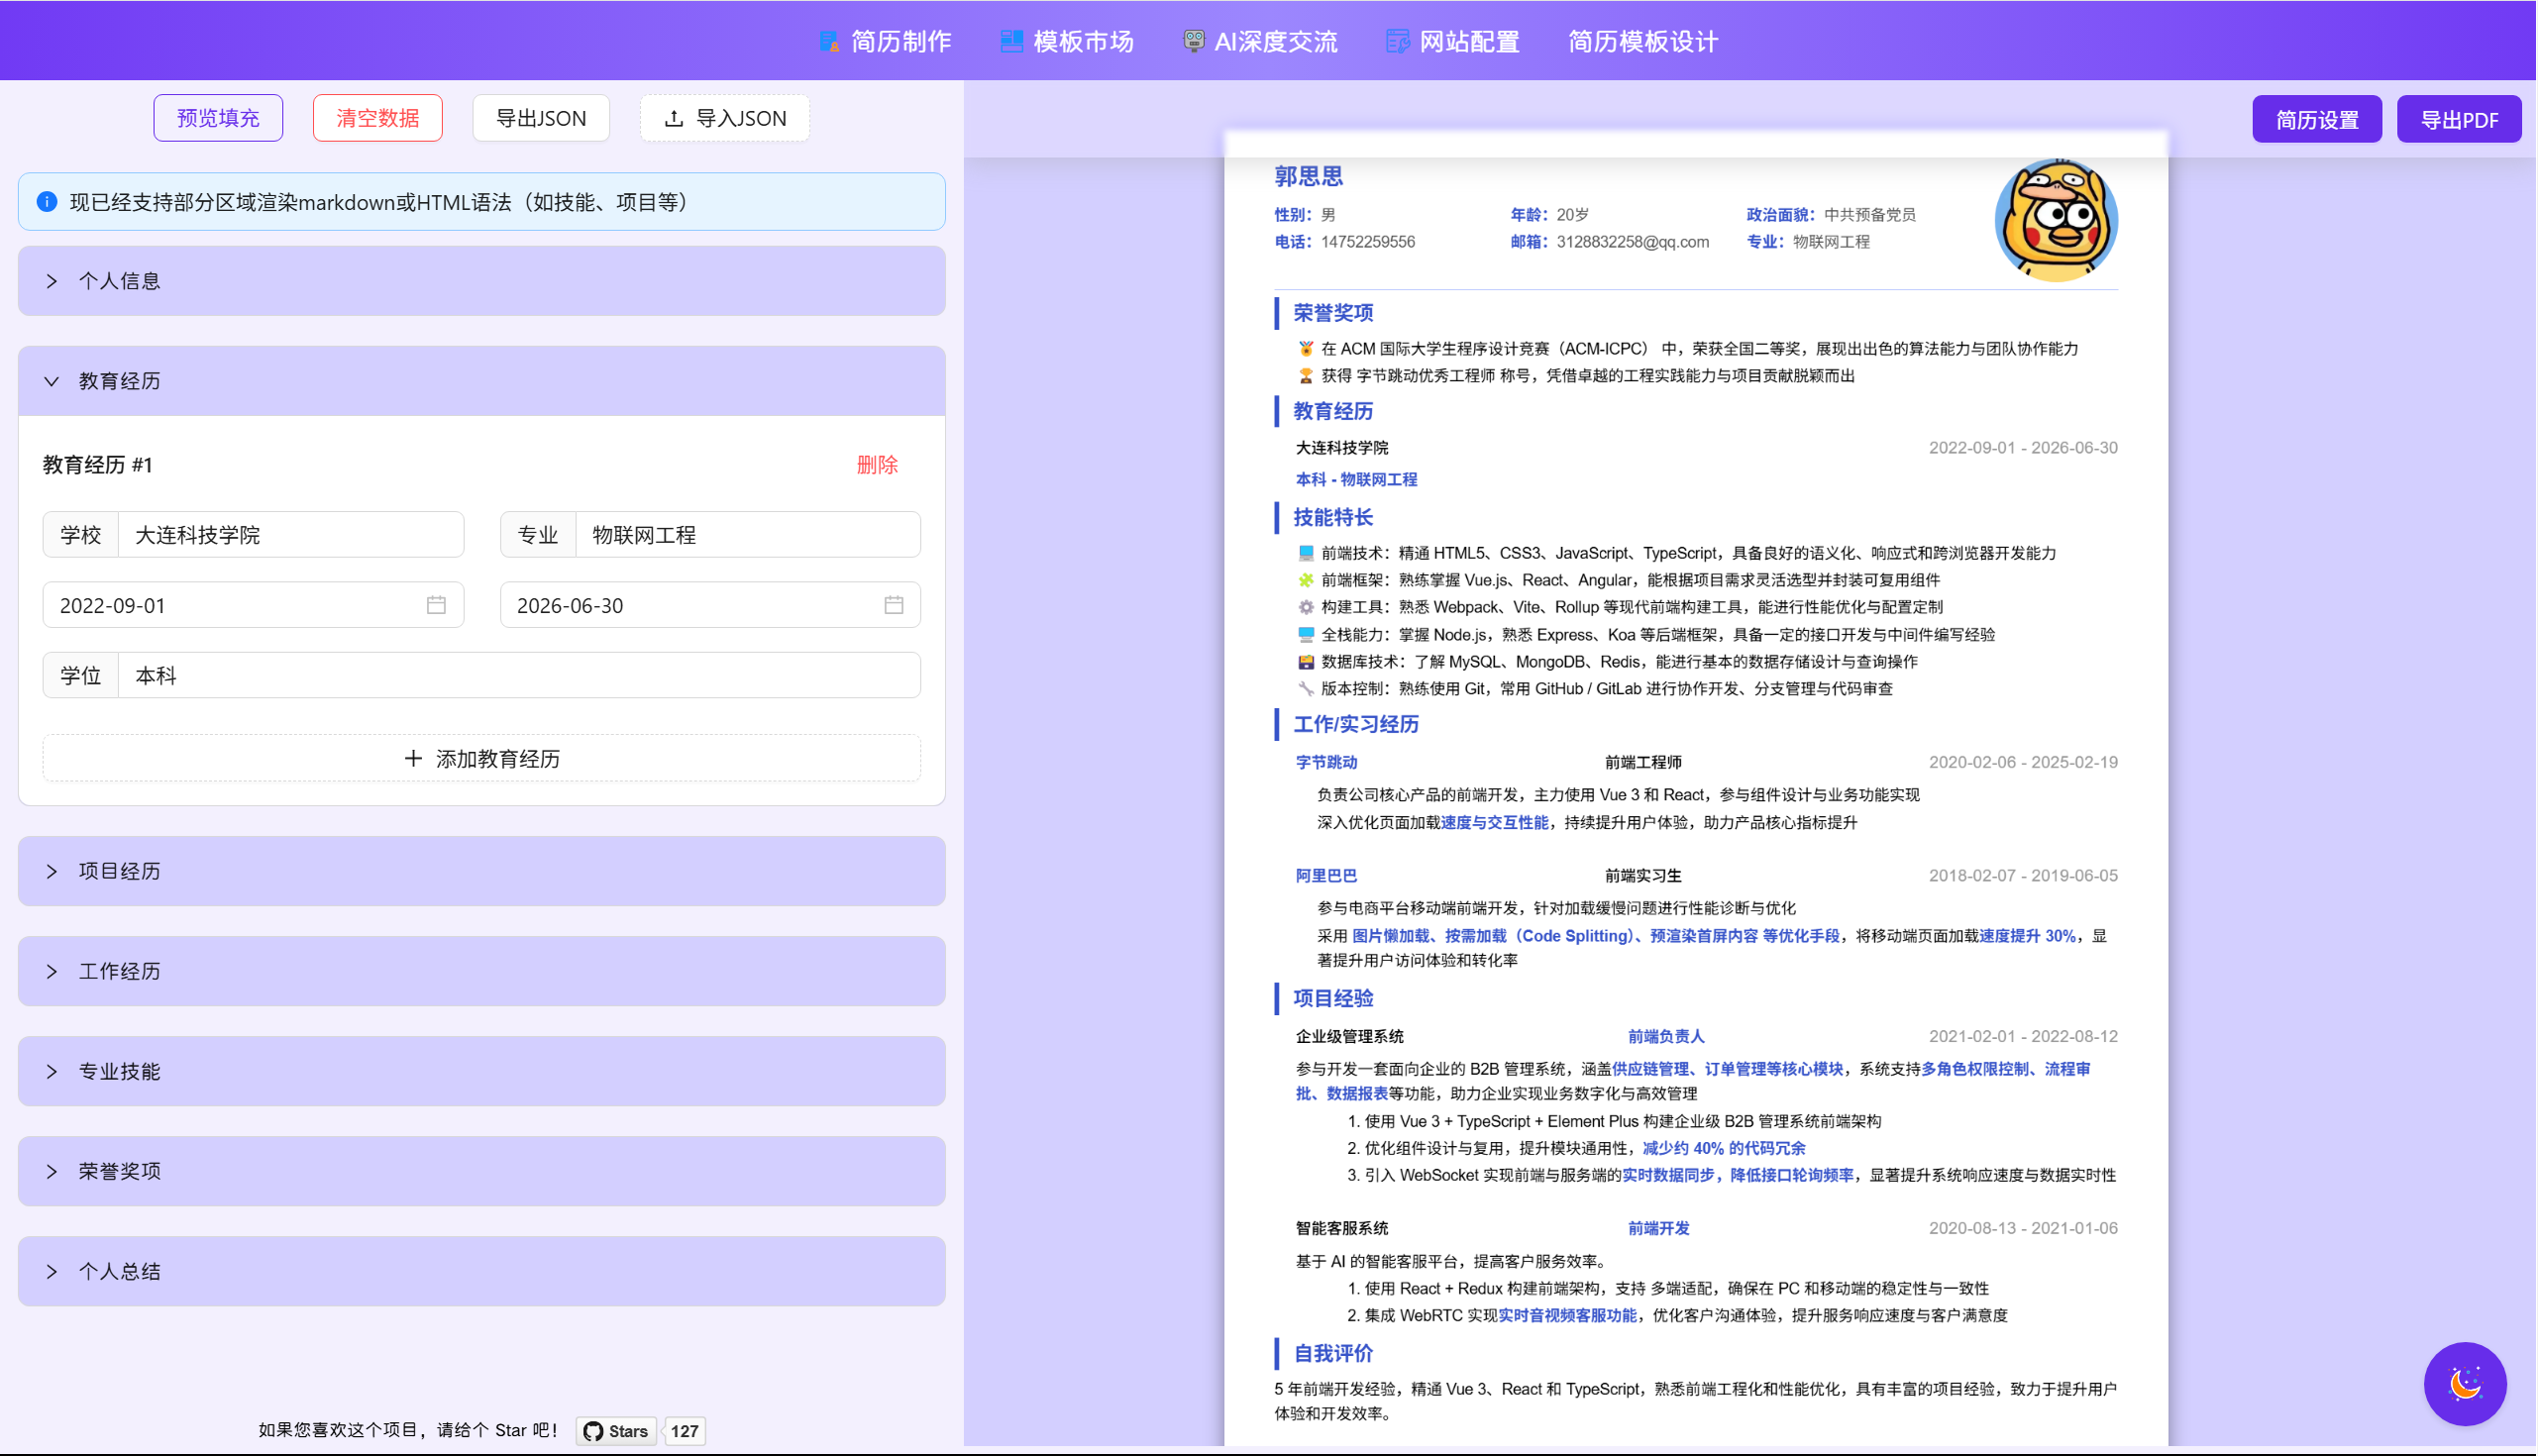 简历制作 模板市场 AI深度交流 网站配置 简历模板设计
预览填充 清空数据 导出JSON 导入JSON
简历设置 导出PDF
现已经支持部分区域渲染markdown或HTML语法（如技能、项目等）
个人信息
教育经历
教育经历 #1 删除
学校 大连科技学院 专业 物联网工程
2022-09-01 2026-06-30
学位 本科
添加教育经历
项目经历
工作经历
专业技能
荣誉奖项
个人总结
如果您喜欢这个项目，请给个 Star 吧！ Stars 127
郭思思
性别：男 年龄：20岁 政治面貌：中共预备党员
电话：14752259556 邮箱：3128832258@qq.com 专业：物联网工程
荣誉奖项
在 ACM 国际大学生程序设计竞赛（ACM-ICPC） 中，荣获全国二等奖，展现出出色的算法能力与团队协作能力
获得 字节跳动优秀工程师 称号，凭借卓越的工程实践能力与项目贡献脱颖而出
教育经历
大连科技学院 2022-09-01 - 2026-06-30
本科 - 物联网工程
技能特长
前端技术：精通 HTML5、CSS3、JavaScript、TypeScript，具备良好的语义化、响应式和跨浏览器开发能力
前端框架：熟练掌握 Vue.js、React、Angular，能根据项目需求灵活选型并封装可复用组件
构建工具：熟悉 Webpack、Vite、Rollup 等现代前端构建工具，能进行性能优化与配置定制
全栈能力：掌握 Node.js，熟悉 Express、Koa 等后端框架，具备一定的接口开发与中间件编写经验
数据库技术：了解 MySQL、MongoDB、Redis，能进行基本的数据存储设计与查询操作
版本控制：熟练使用 Git，常用 GitHub / GitLab 进行协作开发、分支管理与代码审查
工作/实习经历
字节跳动 前端工程师 2020-02-06 - 2025-02-19
负责公司核心产品的前端开发，主力使用 Vue 3 和 React，参与组件设计与业务功能实现
深入优化页面加载速度与交互性能，持续提升用户体验，助力产品核心指标提升
阿里巴巴 前端实习生 2018-02-07 - 2019-06-05
参与电商平台移动端前端开发，针对加载缓慢问题进行性能诊断与优化
采用 图片懒加载、按需加载（Code Splitting）、预渲染首屏内容 等优化手段，将移动端页面加载速度提升 30%，显
著提升用户访问体验和转化率
项目经验
企业级管理系统 前端负责人 2021-02-01 - 2022-08-12
参与开发一套面向企业的 B2B 管理系统，涵盖供应链管理、订单管理等核心模块，系统支持多角色权限控制、流程审
批、数据报表等功能，助力企业实现业务数字化与高效管理
1. 使用 Vue 3 + TypeScript + Element Plus 构建企业级 B2B 管理系统前端架构
2. 优化组件设计与复用，提升模块通用性，减少约 40% 的代码冗余
3. 引入 WebSocket 实现前端与服务端的实时数据同步，降低接口轮询频率，显著提升系统响应速度与数据实时性
智能客服系统 前端开发 2020-08-13 - 2021-01-06
基于 AI 的智能客服平台，提高客户服务效率。
1. 使用 React + Redux 构建前端架构，支持 多端适配，确保在 PC 和移动端的稳定性与一致性
2. 集成 WebRTC 实现实时音视频客服功能，优化客户沟通体验，提升服务响应速度与客户满意度
自我评价
5 年前端开发经验，精通 Vue 3、React 和 TypeScript，熟悉前端工程化和性能优化，具有丰富的项目经验，致力于提升用户
体验和开发效率。